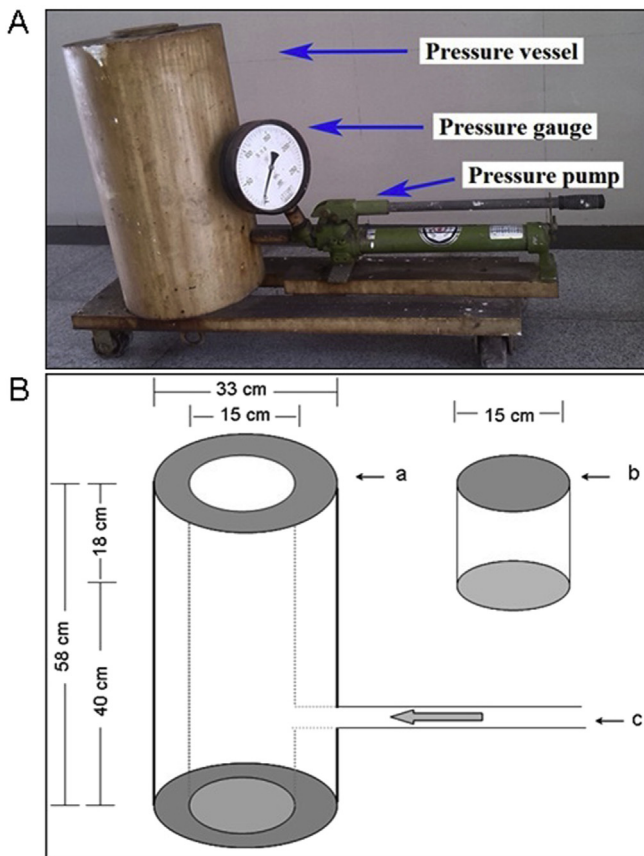 A
Pressure vessel
Pressure gauge
Pressure pump
B
33 cm
15 cm
15 cm
a
b
18 cm
58 cm
40 cm
c